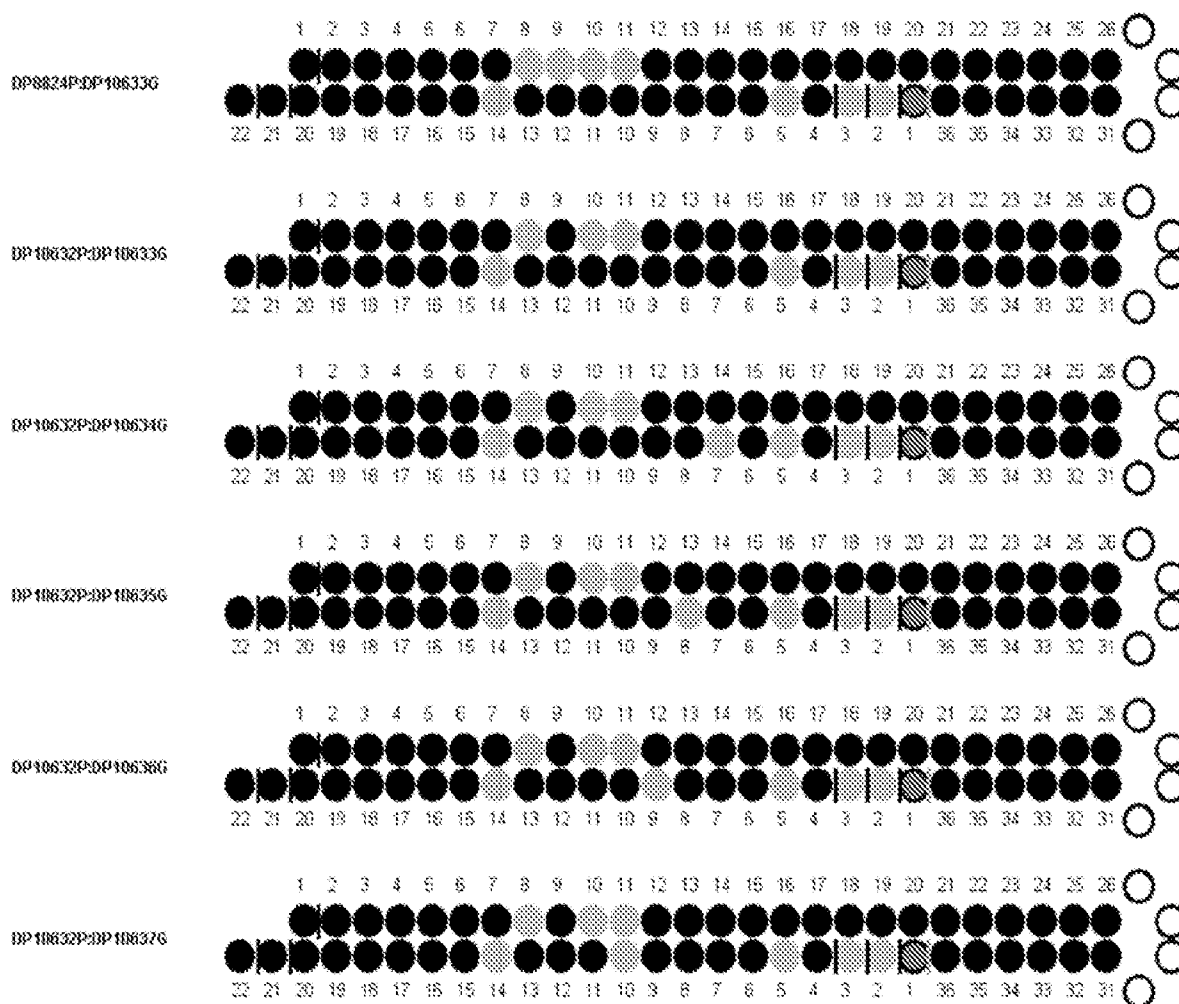 1 2 3 4 5 6 7 8 9 10 11 12 13 14 15 16 17 18 19 20 21 22 23 24 25 26
DP8824P:DP10633G
22 21 20 19 18 17 16 15 14 13 12 11 10 9 8 7 6 5 4 3 2 1 36 35 34 33 32 31
1 2 3 4 5 6 7 8 9 10 11 12 13 14 15 16 17 18 19 20 21 22 23 24 25 26
DP10632P:DP10633G
22 21 20 19 18 17 16 15 14 13 12 11 10 9 8 7 6 5 4 3 2 1 36 35 34 33 32 31
1 2 3 4 5 6 7 8 9 10 11 12 13 14 15 16 17 18 19 20 21 22 23 24 25 26
DP10632P:DP10634G
22 21 20 19 18 17 16 15 14 13 12 11 10 9 8 7 6 5 4 3 2 1 36 35 34 33 32 31
1 2 3 4 5 6 7 8 9 10 11 12 13 14 15 16 17 18 19 20 21 22 23 24 25 26
DP10632P:DP10635G
22 21 20 19 18 17 16 15 14 13 12 11 10 9 8 7 6 5 4 3 2 1 36 35 34 33 32 31
1 2 3 4 5 6 7 8 9 10 11 12 13 14 15 16 17 18 19 20 21 22 23 24 25 26
DP10632P:DP10636G
22 21 20 19 18 17 16 15 14 13 12 11 10 9 8 7 6 5 4 3 2 1 36 35 34 33 32 31
1 2 3 4 5 6 7 8 9 10 11 12 13 14 15 16 17 18 19 20 21 22 23 24 25 26
DP10632P:DP10637G
22 21 20 19 18 17 16 15 14 13 12 11 10 9 8 7 6 5 4 3 2 1 36 35 34 33 32 31